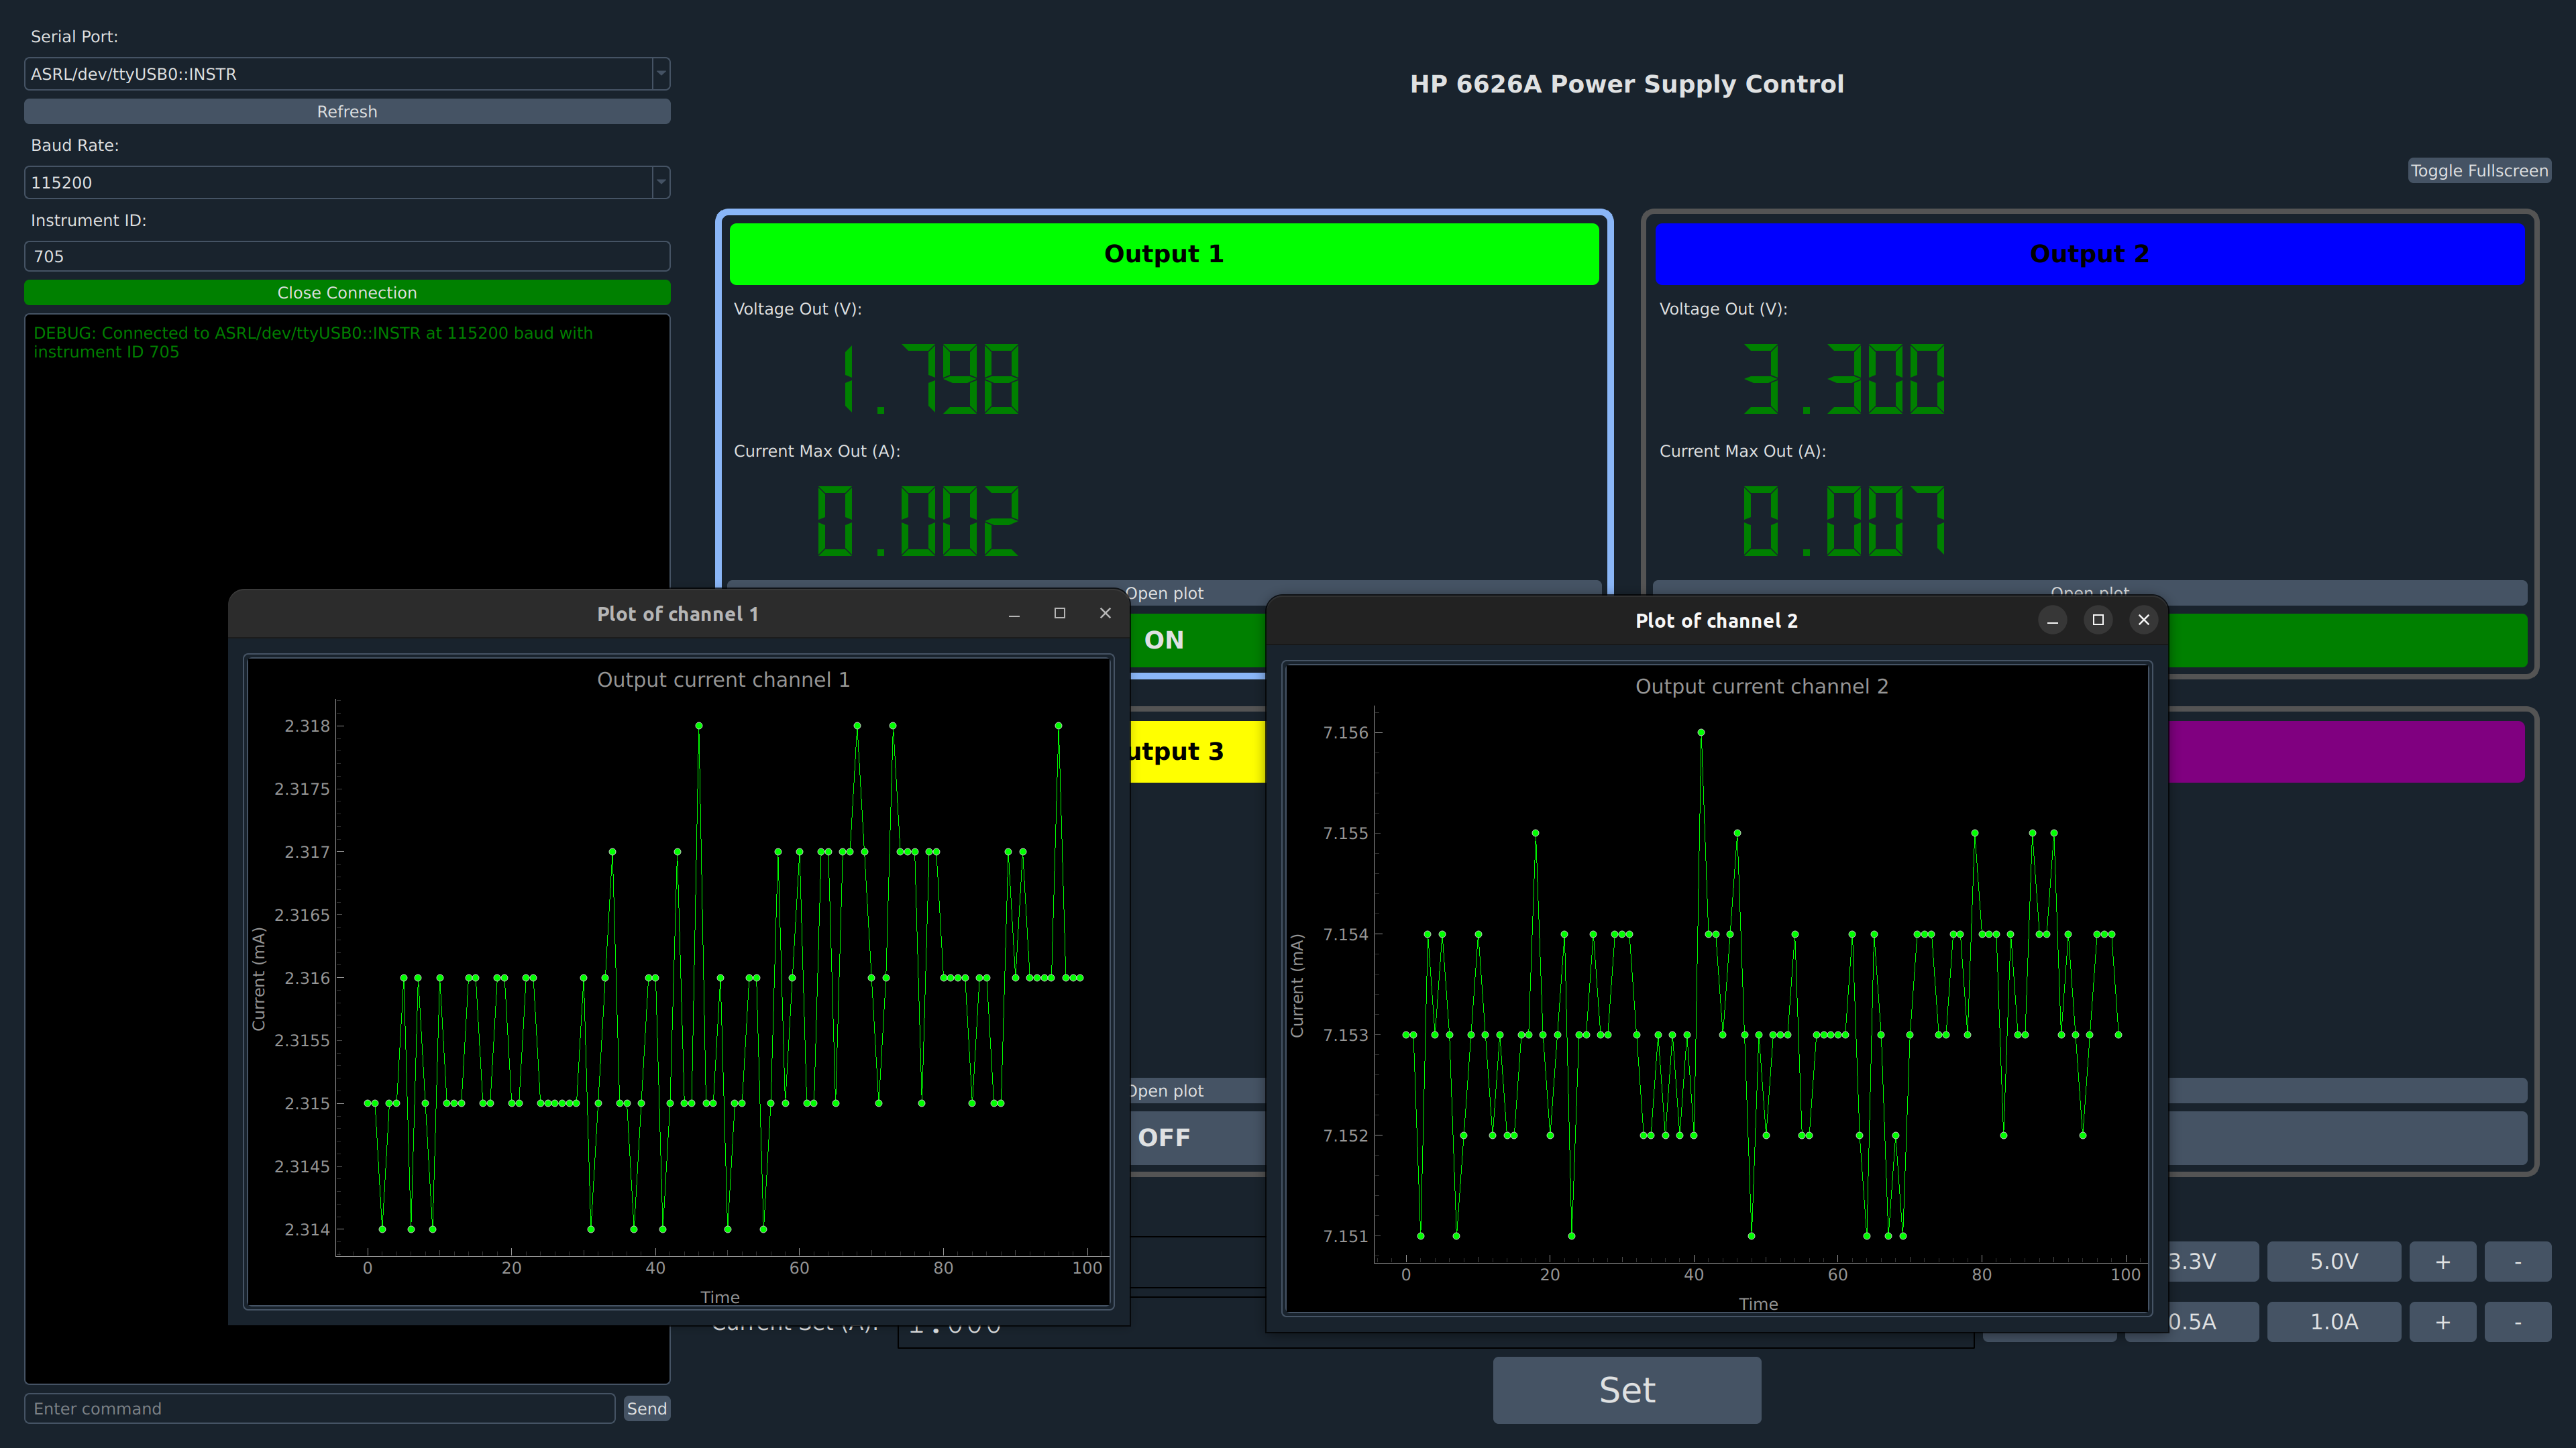 Serial Port:
ASRL/dev/ttyUSB0::INSTR
Refresh
Baud Rate:
115200
Instrument ID:
705
Close Connection
DEBUG: Connected to ASRL/dev/ttyUSB0::INSTR at 115200 baud with
instrument ID 705
Enter command
Send
HP 6626A Power Supply Control
Toggle Fullscreen
Output 1
Voltage Out (V):
1.798
Current Max Out (A):
0.002
Open plot
ON
Output 2
Voltage Out (V):
3.300
Current Max Out (A):
0.007
Open plot
utput 3
Open plot
OFF
Plot of channel 1
Output current channel 1
Current (mA)
2.318
2.3175
2.317
2.3165
2.316
2.3155
2.315
2.3145
2.314
0 20 40 60 80 100
Time
Plot of channel 2
Output current channel 2
Current (mA)
7.156
7.155
7.154
7.153
7.152
7.151
0 20 40 60 80 100
Time
3.3V 5.0V + -
Current Set (A): 1.000
0.5A 1.0A + -
Set